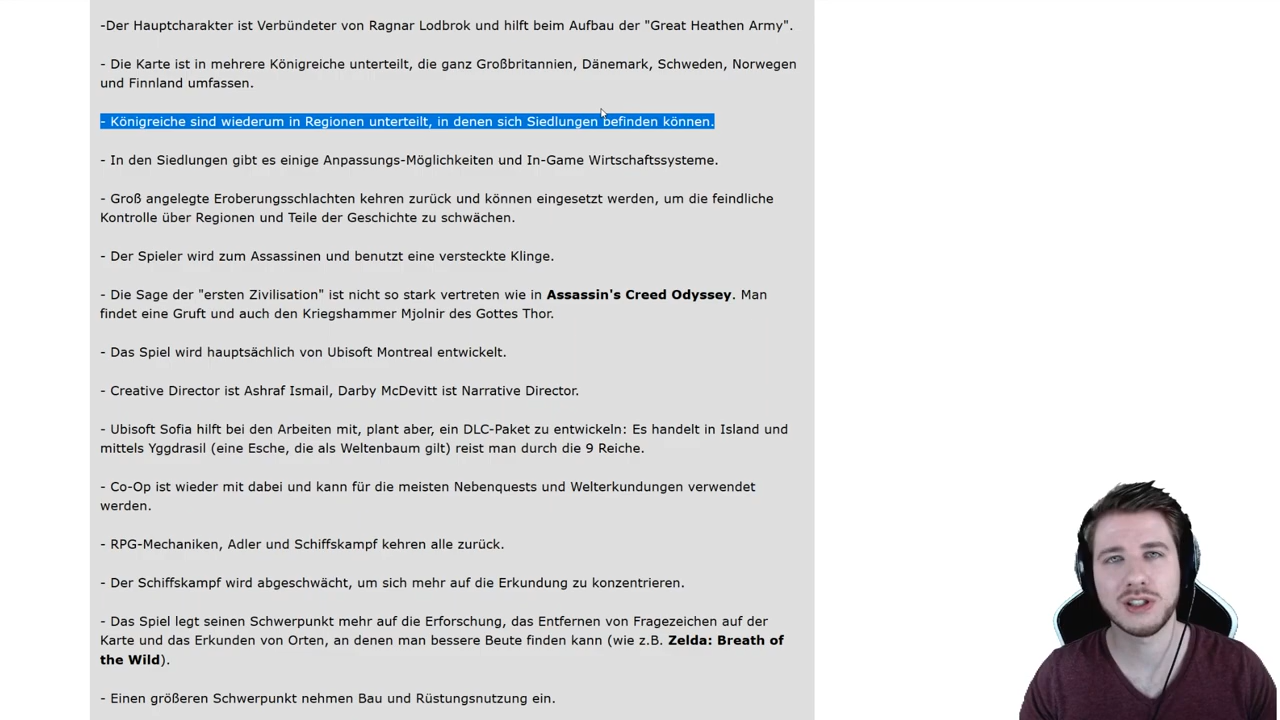 -Der Hauptcharakter ist Verbündeter von Ragnar Lodbrok und hilft beim Aufbau der "Great Heathen Army".
- Die Karte ist in mehrere Königreiche unterteilt, die ganz Großbritannien, Dänemark, Schweden, Norwegen
und Finnland umfassen.
- Königreiche sind wiederum in Regionen unterteilt, in denen sich Siedlungen befinden können.
- In den Siedlungen gibt es einige Anpassungs-Möglichkeiten und In-Game Wirtschaftssysteme.
- Groß angelegte Eroberungsschlachten kehren zurück und können eingesetzt werden, um die feindliche
Kontrolle über Regionen und Teile der Geschichte zu schwächen.
- Der Spieler wird zum Assassinen und benutzt eine versteckte Klinge.
- Die Sage der "ersten Zivilisation" ist nicht so stark vertreten wie in Assassin's Creed Odyssey. Man
findet eine Gruft und auch den Kriegshammer Mjolnir des Gottes Thor.
- Das Spiel wird hauptsächlich von Ubisoft Montreal entwickelt.
- Creative Director ist Ashraf Ismail, Darby McDevitt ist Narrative Director.
- Ubisoft Sofia hilft bei den Arbeiten mit, plant aber, ein DLC-Paket zu entwickeln: Es handelt in Island und
mittels Yggdrasil (eine Esche, die als Weltenbaum gilt) reist man durch die 9 Reiche.
- Co-Op ist wieder mit dabei und kann für die meisten Nebenquests und Welterkundungen verwendet
werden.
- RPG-Mechaniken, Adler und Schiffskampf kehren alle zurück.
- Der Schiffskampf wird abgeschwächt, um sich mehr auf die Erkundung zu konzentrieren.
- Das Spiel legt seinen Schwerpunkt mehr auf die Erforschung, das Entfernen von Fragezeichen auf der
Karte und das Erkunden von Orten, an denen man bessere Beute finden kann (wie z.B. Zelda: Breath of
the Wild).
- Einen größeren Schwerpunkt nehmen Bau und Rüstungsnutzung ein.